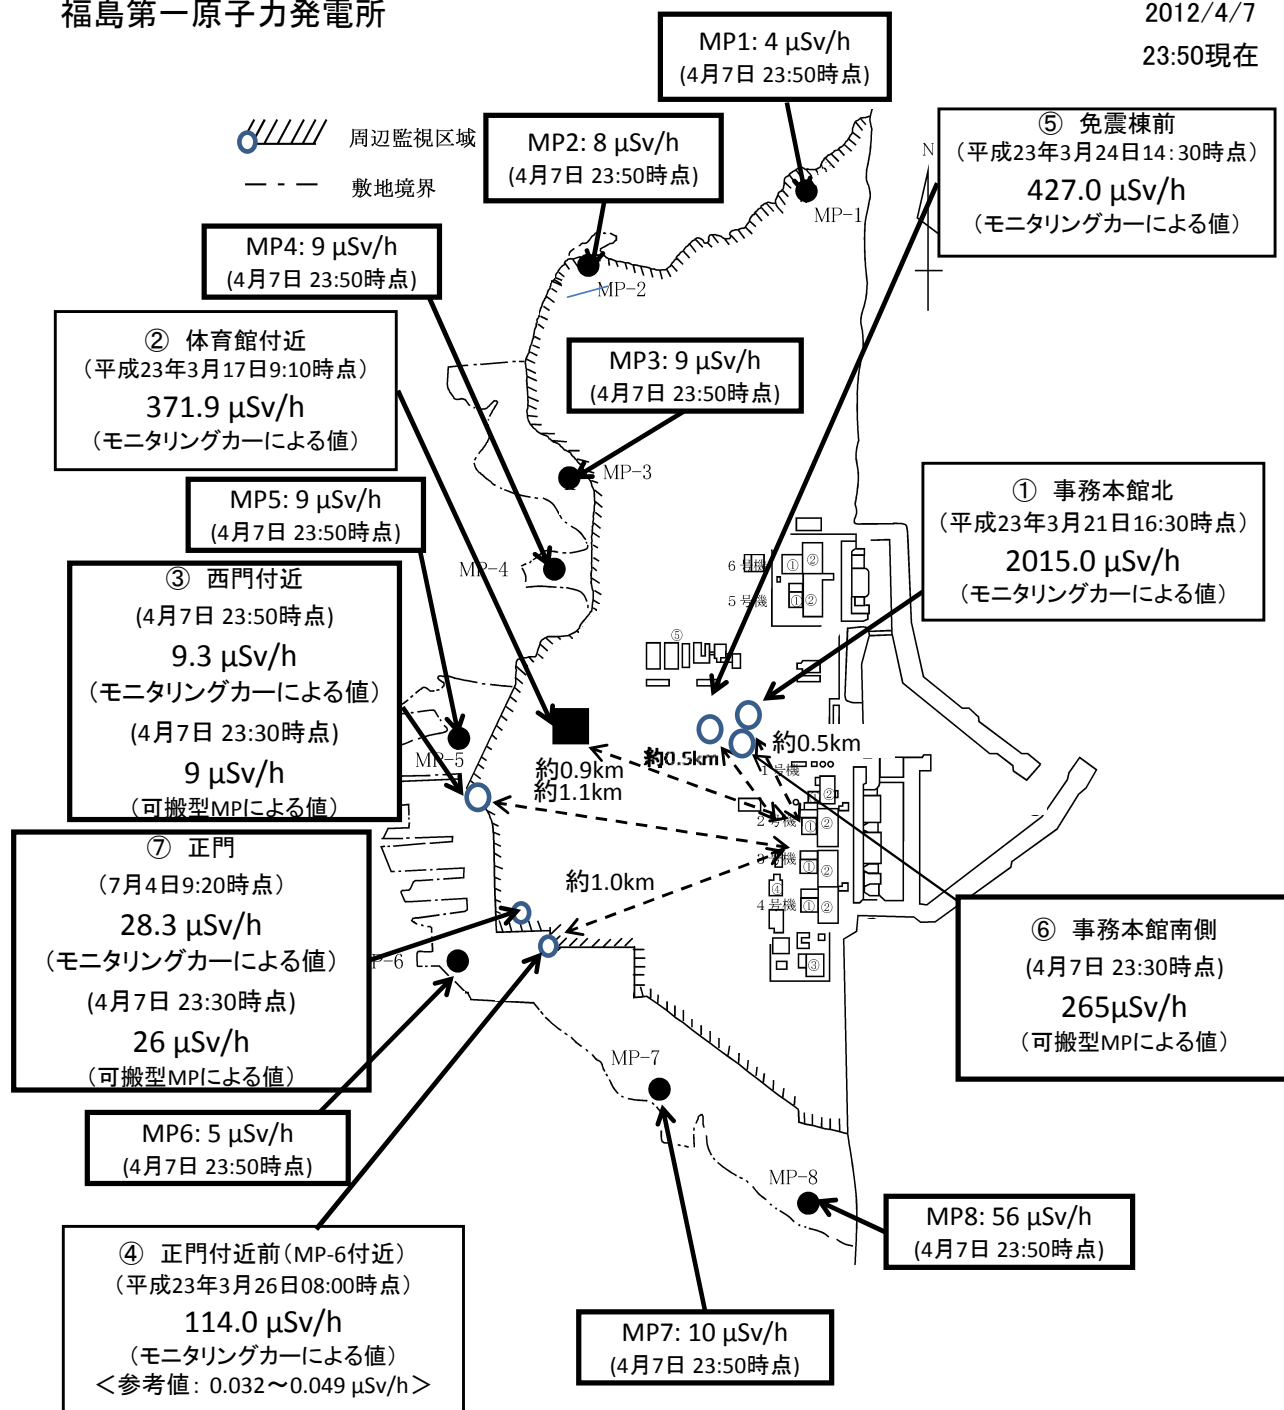 福島第一原子力発電所
2012/4/7
23:50現在
周辺監視区域
敷地境界
MP1: 4 µSv/h
(4月7日 23:50時点)
MP2: 8 µSv/h
(4月7日 23:50時点)
⑤ 免震棟前
（平成23年3月24日14:30時点）
427.0 µSv/h
（モニタリングカーによる値）
N
MP-1
MP-2
MP4: 9 µSv/h
(4月7日 23:50時点)
② 体育館付近
（平成23年3月17日9:10時点）
371.9 µSv/h
（モニタリングカーによる値）
MP3: 9 µSv/h
(4月7日 23:50時点)
MP-3
MP5: 9 µSv/h
(4月7日 23:50時点)
MP-4
① 事務本館北
（平成23年3月21日16:30時点）
2015.0 µSv/h
（モニタリングカーによる値）
6号機
①
②
5号機
①
②
⑤
③ 西門付近
(4月7日 23:50時点)
9.3 µSv/h
（モニタリングカーによる値）
(4月7日 23:30時点)
9 µSv/h
（可搬型MPによる値）
MP-5
約0.9km
約1.1km
約0.5km
約0.5km
1号機
①
②
2号機
①
②
3号機
①
②
④
4号機
①
②
③
約1.0km
⑦ 正門
(7月4日9:20時点)
28.3 µSv/h
（モニタリングカーによる値）
(4月7日 23:30時点)
26 µSv/h
（可搬型MPによる値）
P-6
⑥ 事務本館南側
(4月7日 23:30時点)
265µSv/h
（可搬型MPによる値）
MP-7
MP6: 5 µSv/h
(4月7日 23:50時点)
MP-8
MP8: 56 µSv/h
(4月7日 23:50時点)
④ 正門付近前（MP-6付近）
（平成23年3月26日08:00時点）
114.0 µSv/h
（モニタリングカーによる値）
＜参考値: 0.032～0.049 µSv/h＞
MP7: 10 µSv/h
(4月7日 23:50時点)